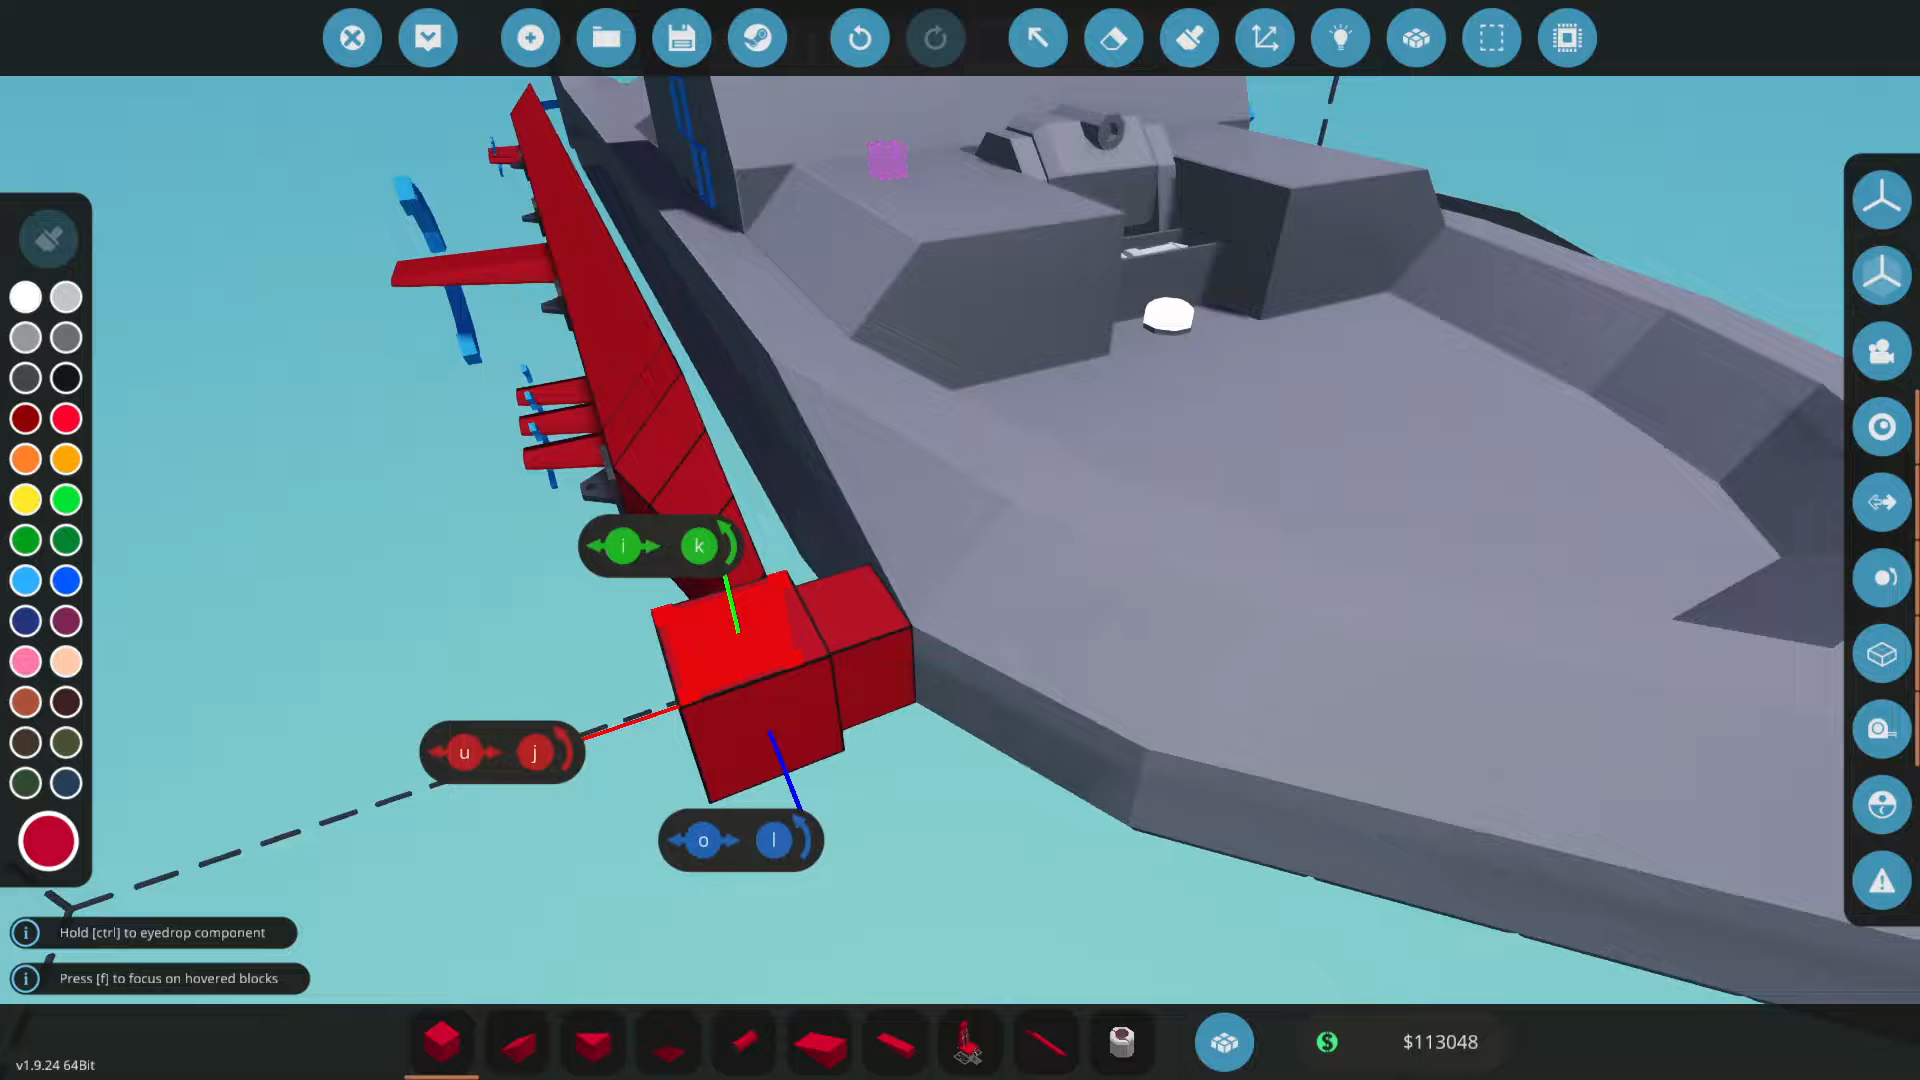 i k
u j
o l
Hold [ctrl] to eyedrop component
Press [f] to focus on hovered blocks
$ $113048
v1.9.24 64Bit